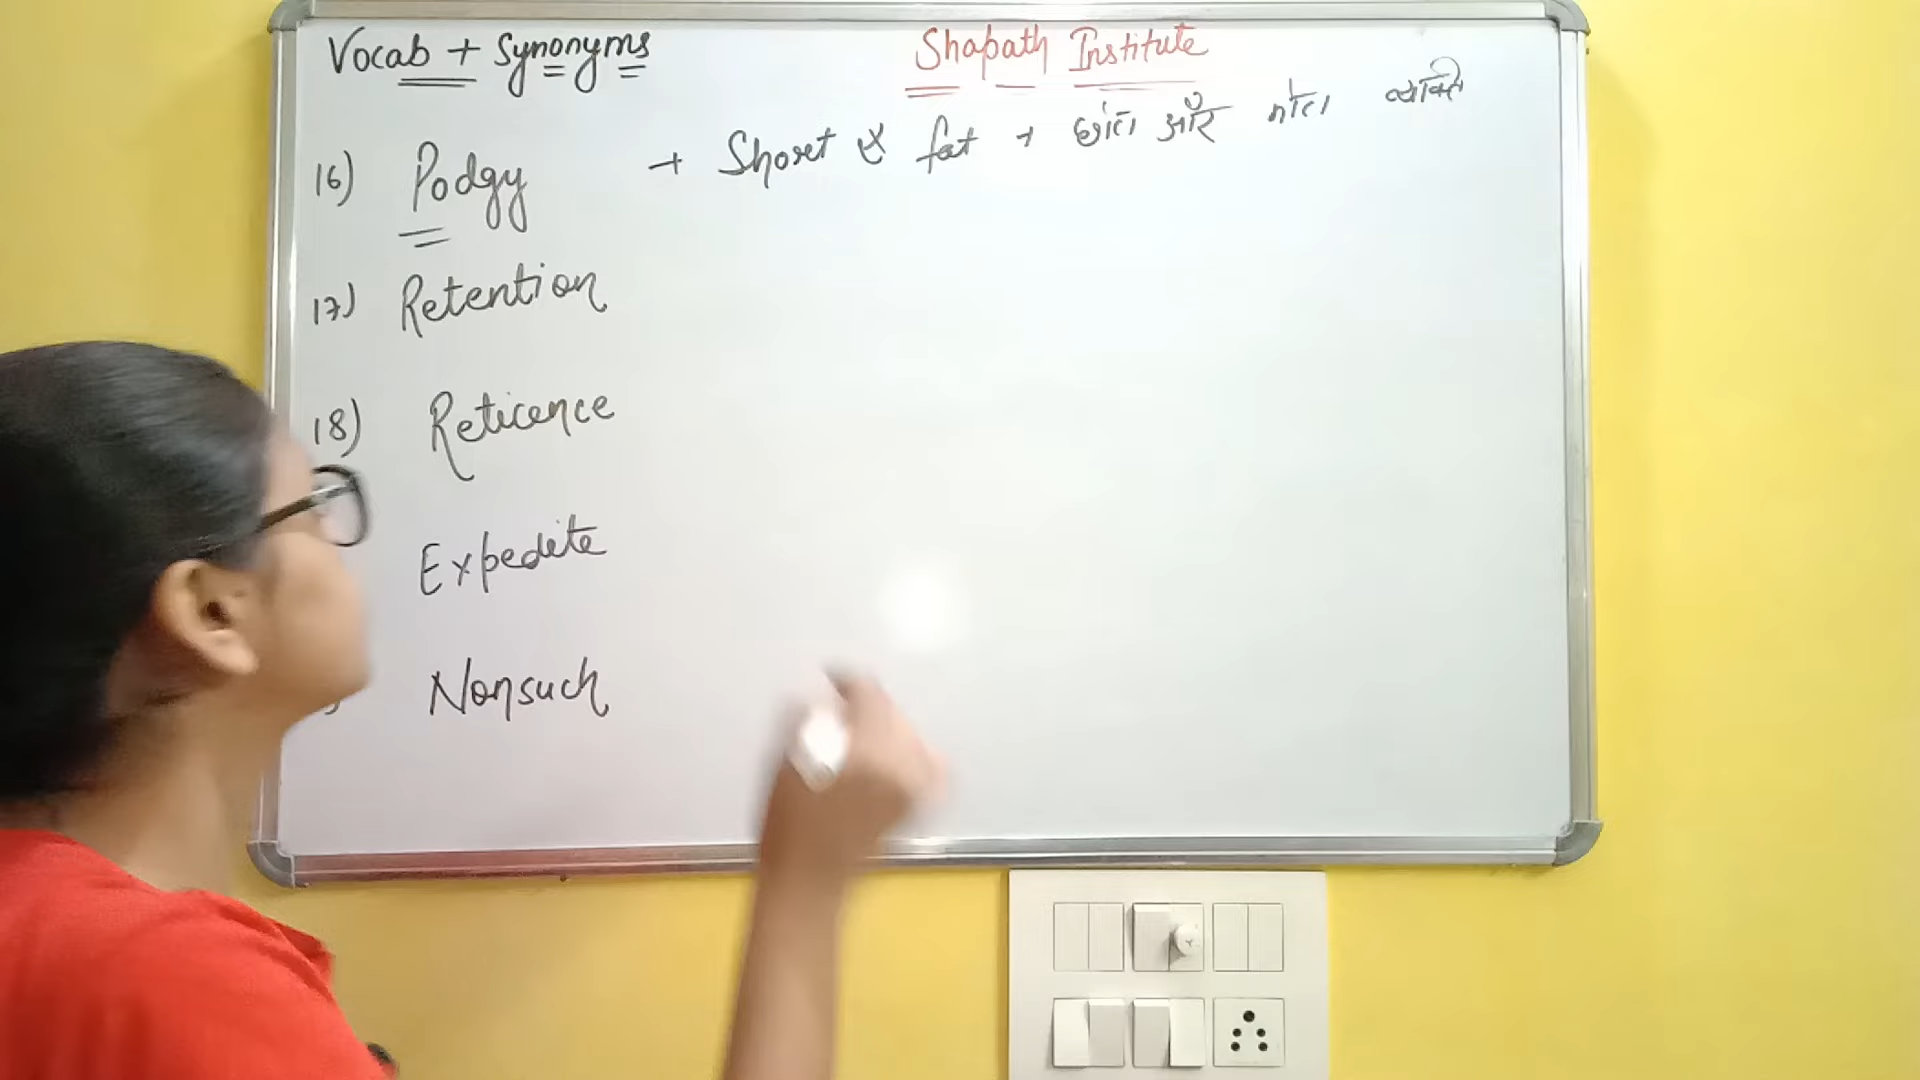 Vocab + Synonyms
Shapath Institute
16) Podgy → Short & fat → छोटा और मोटा व्यक्ति
17) Retention
18) Reticence
Expedite
Nonsuch